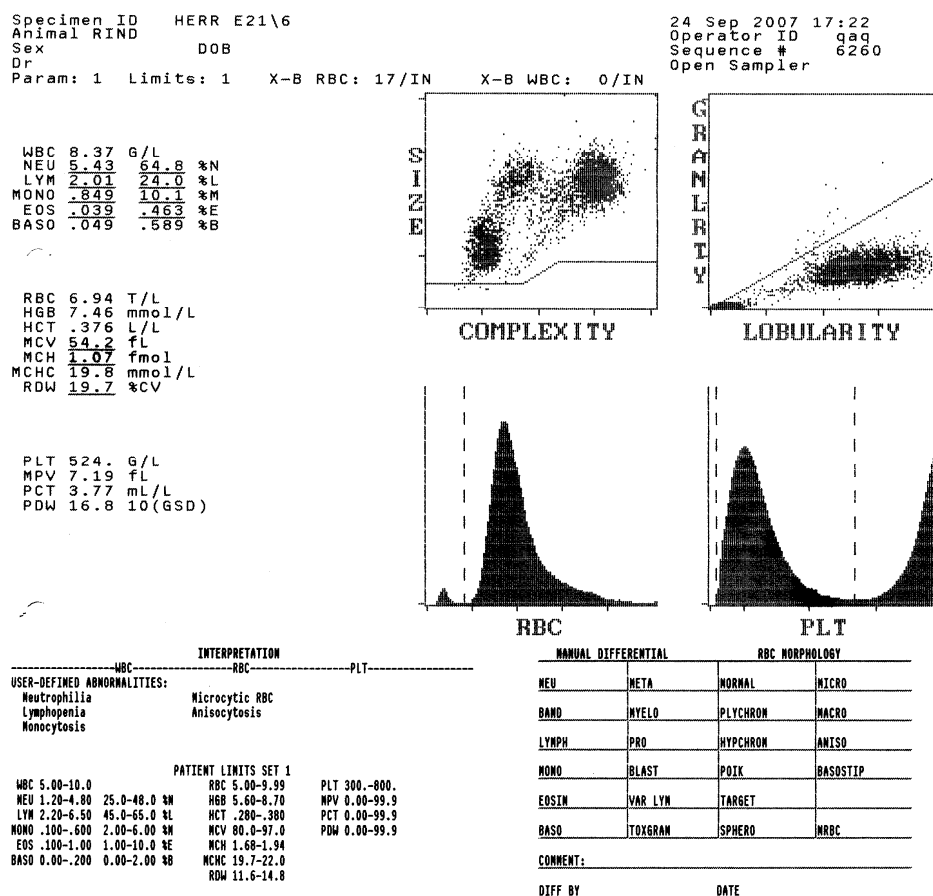 Specimen ID HERR E21\6
Animal RIND
Sex DOB
Dr
24 Sep 2007 17:22
Operator ID qaq
Sequence # 6260
Open Sampler
Param: 1 Limits: 1 X-B RBC: 17/IN X-B WBC: 0/IN
WBC 8.37 G/L
NEU 5.43 64.8 %N
LYM 2.01 24.0 %L
MONO .849 10.1 %M
EOS .039 .463 %E
BASO .049 .589 %B
SIZE
COMPLEXITY
GRANLRTY
LOBULARITY
RBC 6.94 T/L
HGB 7.46 mmol/L
HCT .376 L/L
MCV 54.2 fL
MCH 1.07 fmol
MCHC 19.8 mmol/L
RDW 19.7 %CV
PLT 524. G/L
MPV 7.19 fL
PCT 3.77 mL/L
PDW 16.8 10(GSD)
RBC
PLT
INTERPRETATION
----WBC----RBC----PLT----
USER-DEFINED ABNORMALITIES:
Neutrophilia Microcytic RBC
Lymphopenia Anisocytosis
Monocytosis
PATIENT LIMITS SET 1
WBC 5.00-10.0 RBC 5.00-9.99 PLT 300.-800.
NEU 1.20-4.80 25.0-48.0 %N HGB 5.60-8.70 MPV 0.00-99.9
LYM 2.20-6.50 45.0-65.0 %L HCT .280-.380 PCT 0.00-99.9
MONO .100-.600 2.00-6.00 %M MCV 80.0-97.0 PDW 0.00-99.9
EOS .100-1.00 1.00-10.0 %E MCH 1.68-1.94
BASO 0.00-.200 0.00-2.00 %B MCHC 19.7-22.0
RDW 11.6-14.8
MANUAL DIFFERENTIAL RBC MORPHOLOGY
NEU META NORMAL MICRO
BAND MYELO PLYCHROM MACRO
LYMPH PRO HYPCHROM ANISO
MONO BLAST POIK BASOSTIP
EOSIN VAR LYM TARGET
BASO TOXGRAN SPHERO NRBC
COMMENT:
DIFF BY DATE